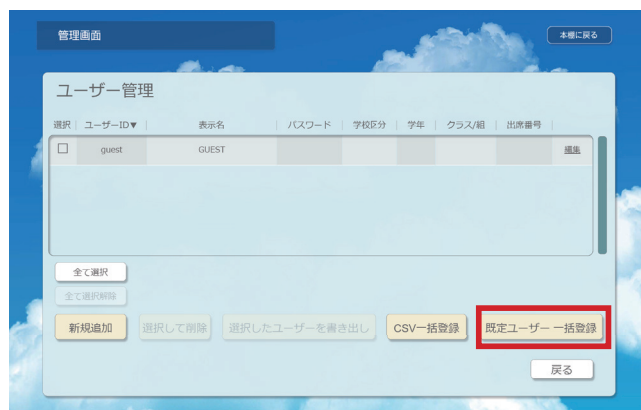 管理画面
本棚に戻る
ユーザー管理
選択 ユーザーID▼ 表示名 パスワード 学校区分 学年 クラス/組 出席番号
guest GUEST 編集
全て選択
全て選択解除
新規追加 選択して削除 選択したユーザーを書き出し CSV一括登録 既定ユーザー 一括登録
戻る